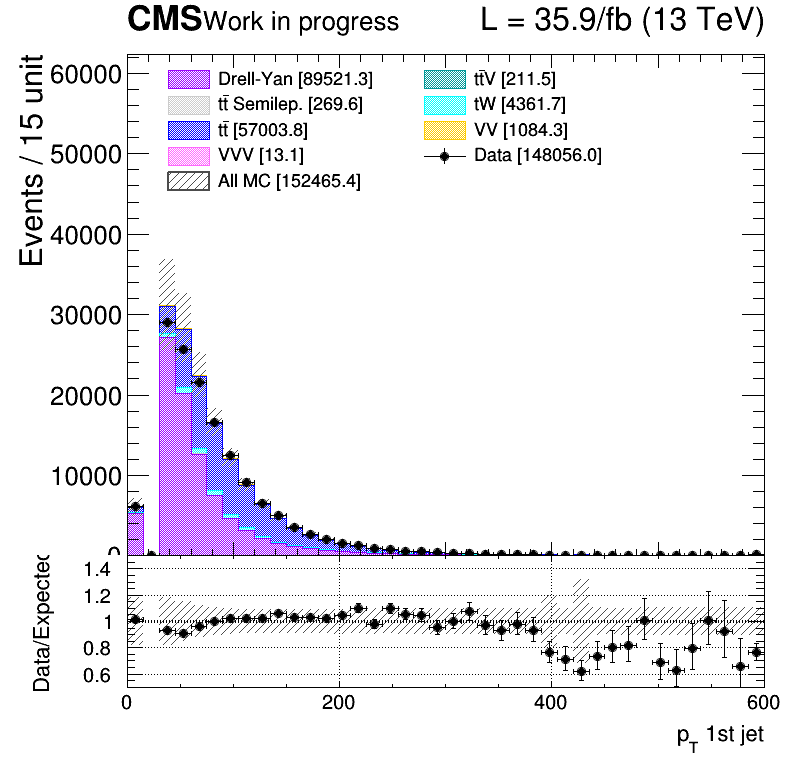 CMS Work in progress L = 35.9/fb (13 TeV)
Events / 15 unit
60000
50000
40000
30000
20000
10000
0
Drell-Yan [89521.3]
tt̄ Semilep. [269.6]
tt̄ [57003.8]
VVV [13.1]
All MC [152465.4]
tt̄V [211.5]
tW [4361.7]
VV [1084.3]
Data [148056.0]
Data/Expected
1.4
1.2
1
0.8
0.6
0 200 400 600
p_T 1st jet